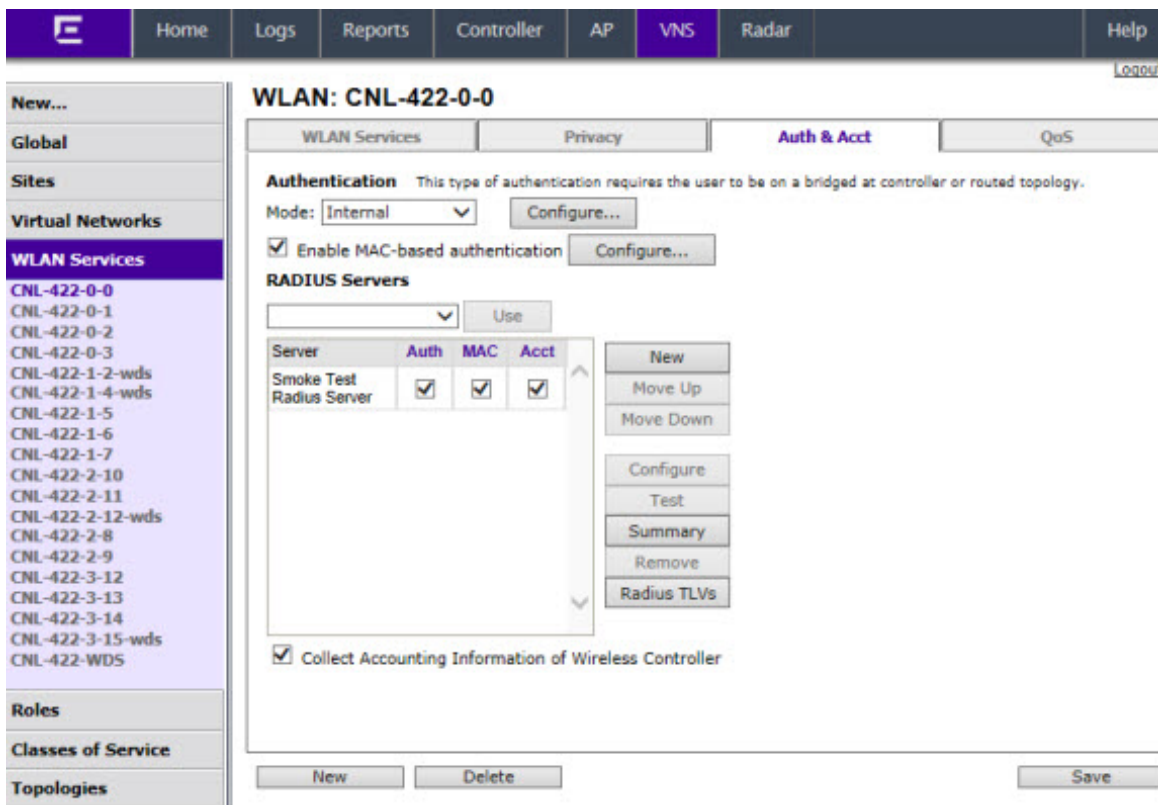 Home Logs Reports Controller AP VNS Radar Help
Logou
New...
Global
Sites
Virtual Networks
WLAN Services
CNL-422-0-0
CNL-422-0-1
CNL-422-0-2
CNL-422-0-3
CNL-422-1-2-wds
CNL-422-1-4-wds
CNL-422-1-5
CNL-422-1-6
CNL-422-1-7
CNL-422-2-10
CNL-422-2-11
CNL-422-2-12-wds
CNL-422-2-8
CNL-422-2-9
CNL-422-3-12
CNL-422-3-13
CNL-422-3-14
CNL-422-3-15-wds
CNL-422-WDS
Roles
Classes of Service
Topologies
WLAN: CNL-422-0-0
WLAN Services Privacy Auth & Acct QoS
Authentication This type of authentication requires the user to be on a bridged at controller or routed topology.
Mode: Internal Configure...
Enable MAC-based authentication Configure...
RADIUS Servers
Use
Server Auth MAC Acct
Smoke Test
Radius Server
New
Move Up
Move Down
Configure
Test
Summary
Remove
Radius TLVs
Collect Accounting Information of Wireless Controller
New Delete Save